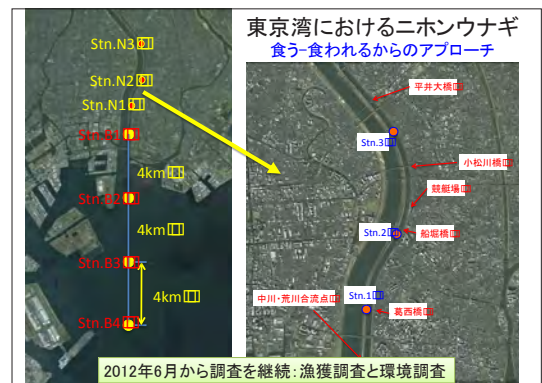 東京湾におけるニホンウナギ
食う-食われるからのアプローチ
Stn.N3
Stn.N2
Stn.N1
Stn.B1
4km
Stn.B2
4km
Stn.B3
4km
Stn.B4
平井大橋
Stn.3
小松川橋
競艇場
Stn.2
船堀橋
中川・荒川合流点
Stn.1
葛西橋
2012年6月から調査を継続:漁獲調査と環境調査